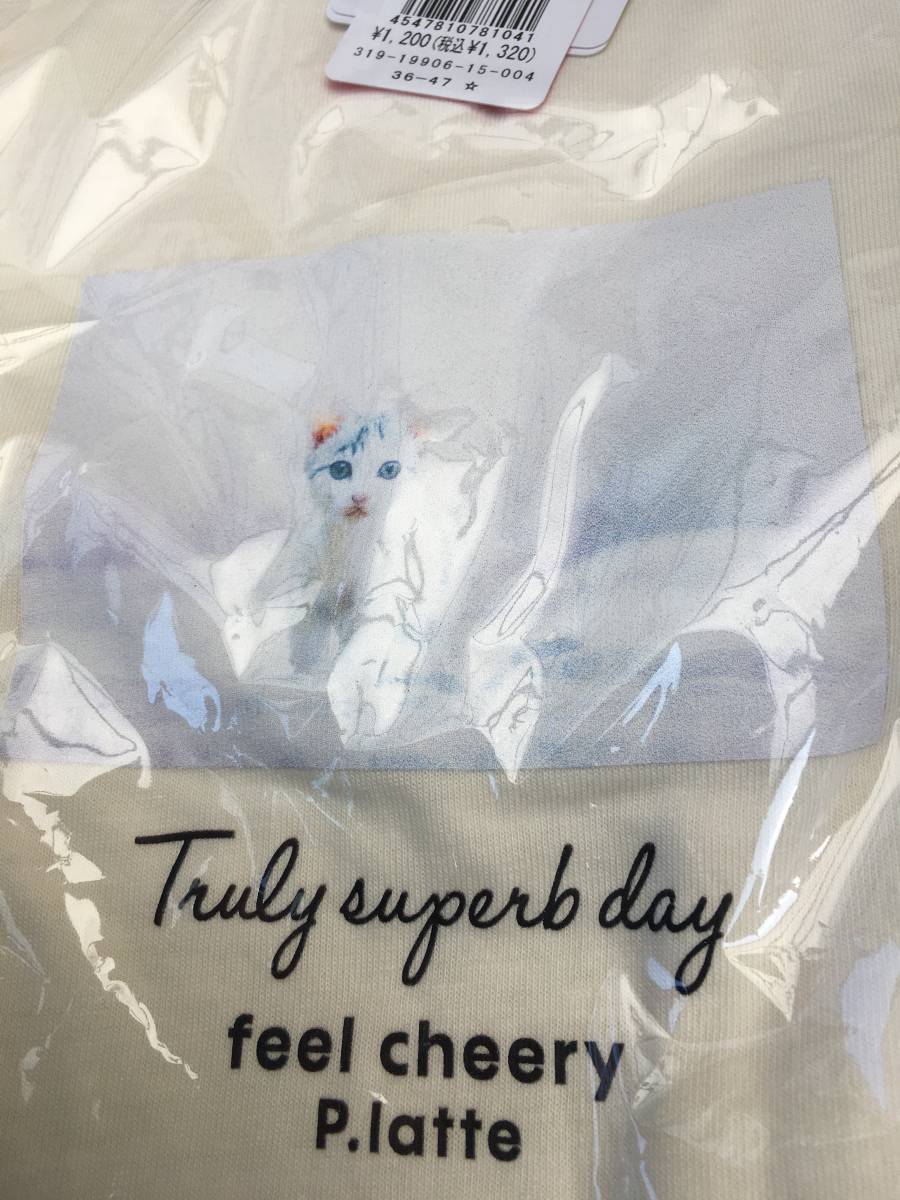 4547810781041
¥1,200(税込¥1,320)
319-19906-15-004
36-47 ☆
Truly superb day
feel cheery
P.latte